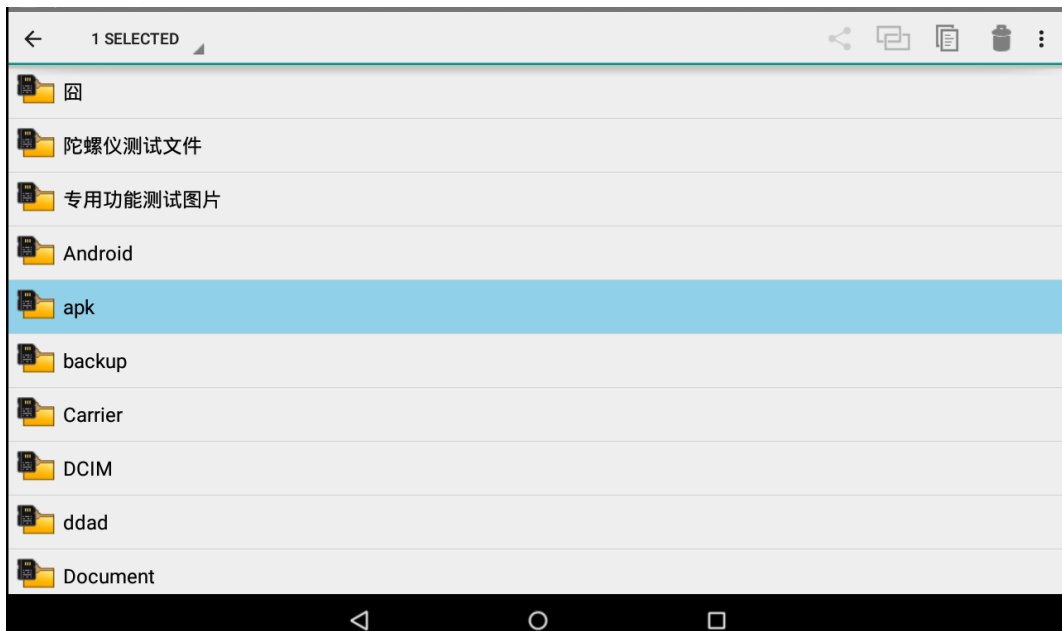 1 SELECTED
囧
陀螺仪测试文件
专用功能测试图片
Android
apk
backup
Carrier
DCIM
ddad
Document